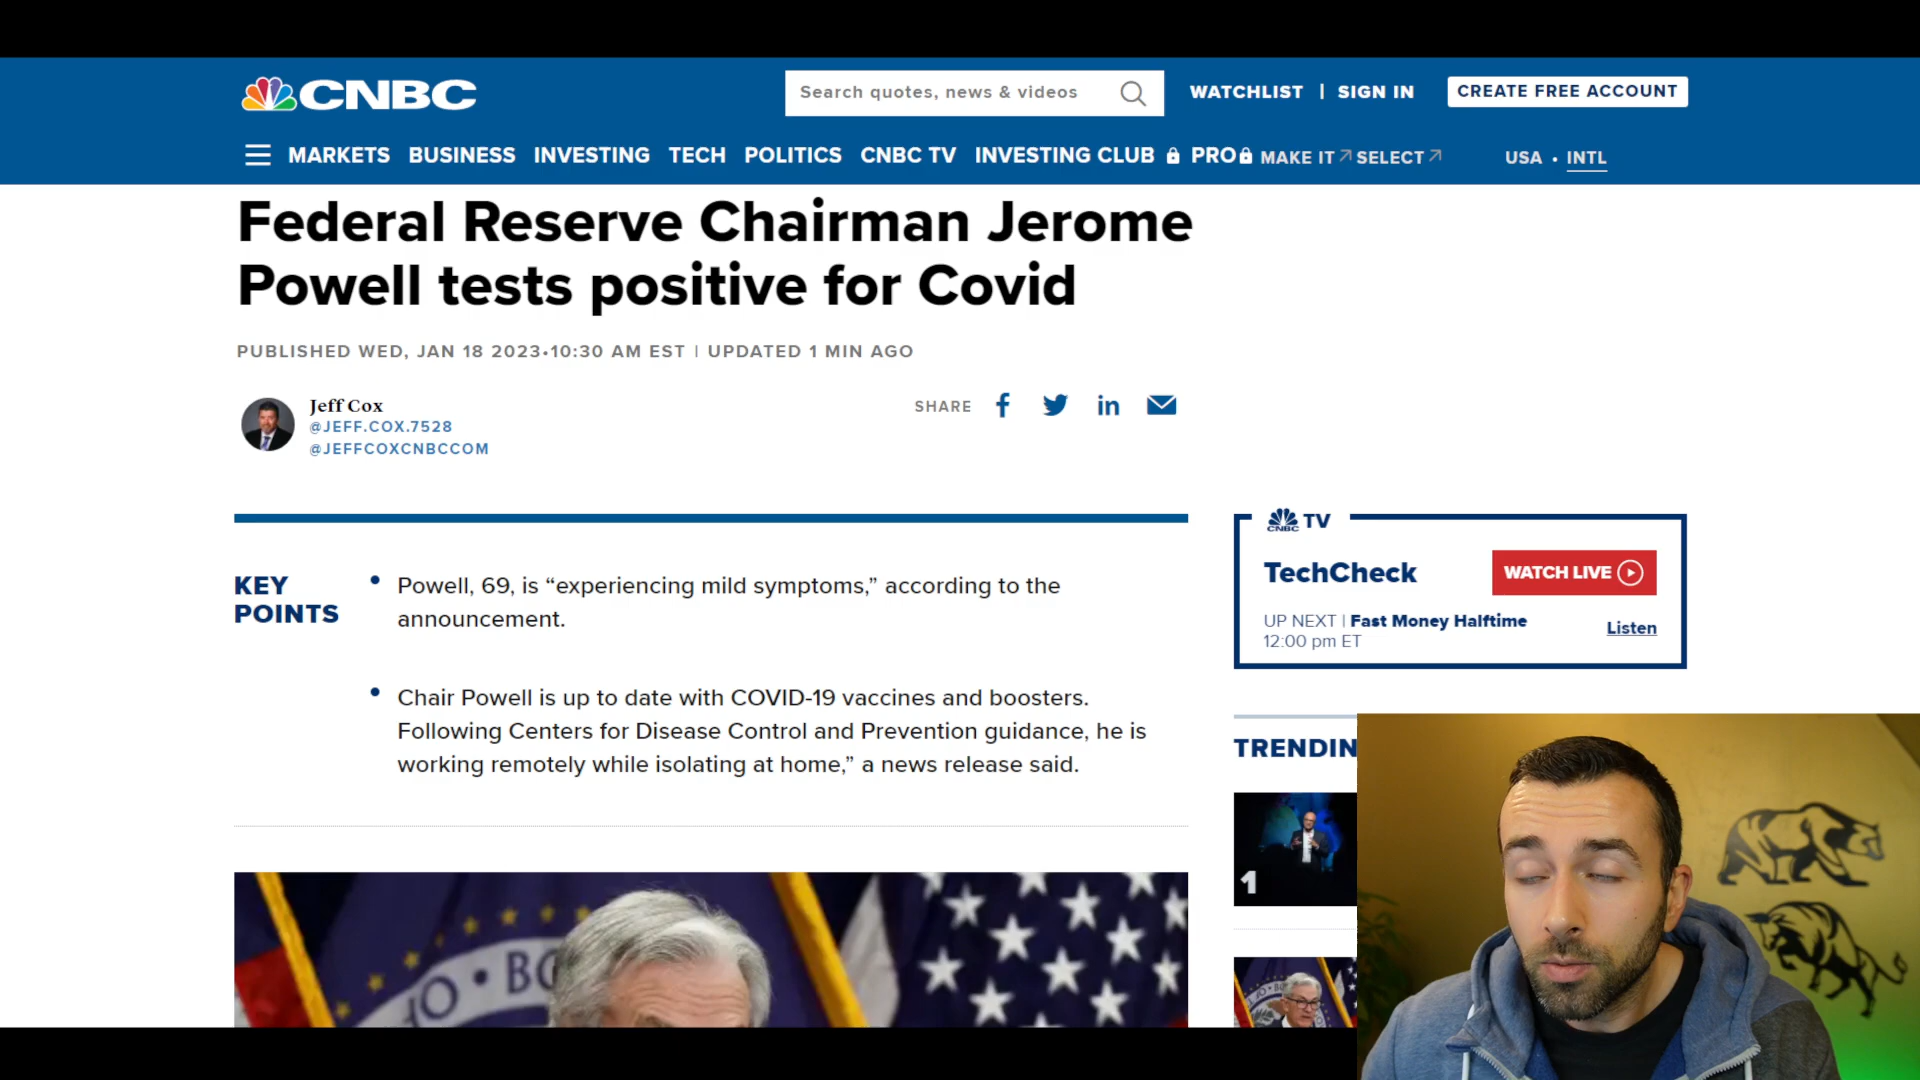 CNBC
Search quotes, news & videos
WATCHLIST | SIGN IN
CREATE FREE ACCOUNT
MARKETS BUSINESS INVESTING TECH POLITICS CNBC TV INVESTING CLUB PRO MAKE IT SELECT
USA • INTL
Federal Reserve Chairman Jerome
Powell tests positive for Covid
PUBLISHED WED, JAN 18 2023•10:30 AM EST | UPDATED 1 MIN AGO
Jeff Cox
@JEFF.COX.7528
@JEFFCOXCNBCCOM
SHARE
KEY
POINTS
• Powell, 69, is “experiencing mild symptoms,” according to the
announcement.
• Chair Powell is up to date with COVID-19 vaccines and boosters.
Following Centers for Disease Control and Prevention guidance, he is
working remotely while isolating at home,” a news release said.
CNBC TV
TechCheck
WATCH LIVE
UP NEXT | Fast Money Halftime
12:00 pm ET
Listen
TRENDIN
1